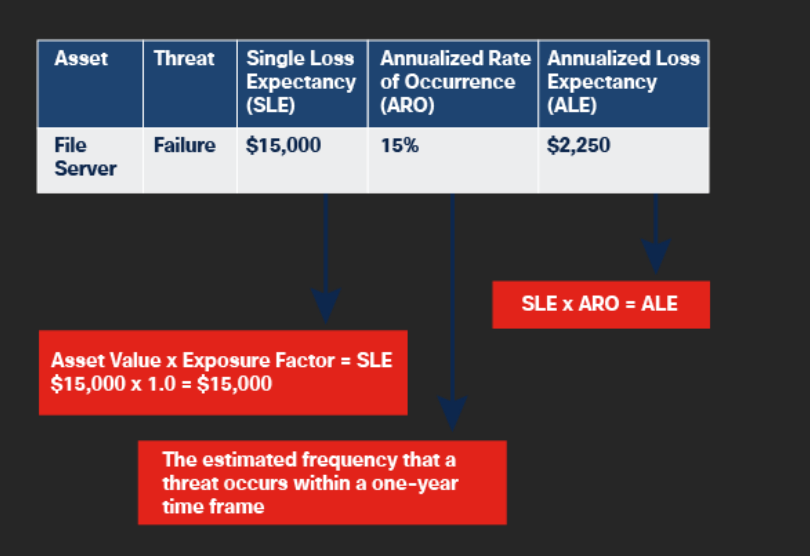 Asset
Threat
Single Loss
Expectancy
(SLE)
Annualized Rate
of Occurrence
(ARO)
Annualized Loss
Expectancy
(ALE)
File
Server
Failure
$15,000
15%
$2,250
SLE x ARO = ALE
Asset Value x Exposure Factor = SLE
$15,000 x 1.0 = $15,000
The estimated frequency that a
threat occurs within a one-year
time frame